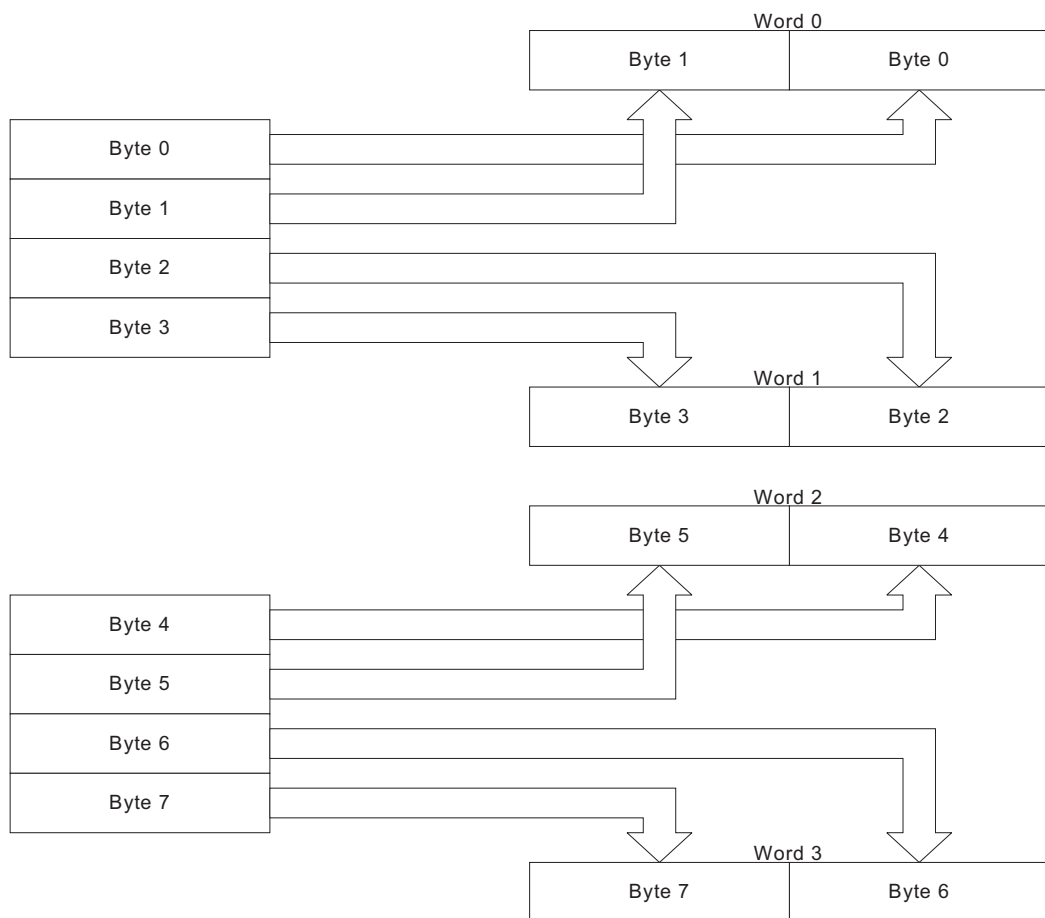 Word 0
Byte 1 Byte 0
Byte 0
Byte 1
Byte 2
Byte 3
Word 1
Byte 3 Byte 2
Word 2
Byte 5 Byte 4
Byte 4
Byte 5
Byte 6
Byte 7
Word 3
Byte 7 Byte 6